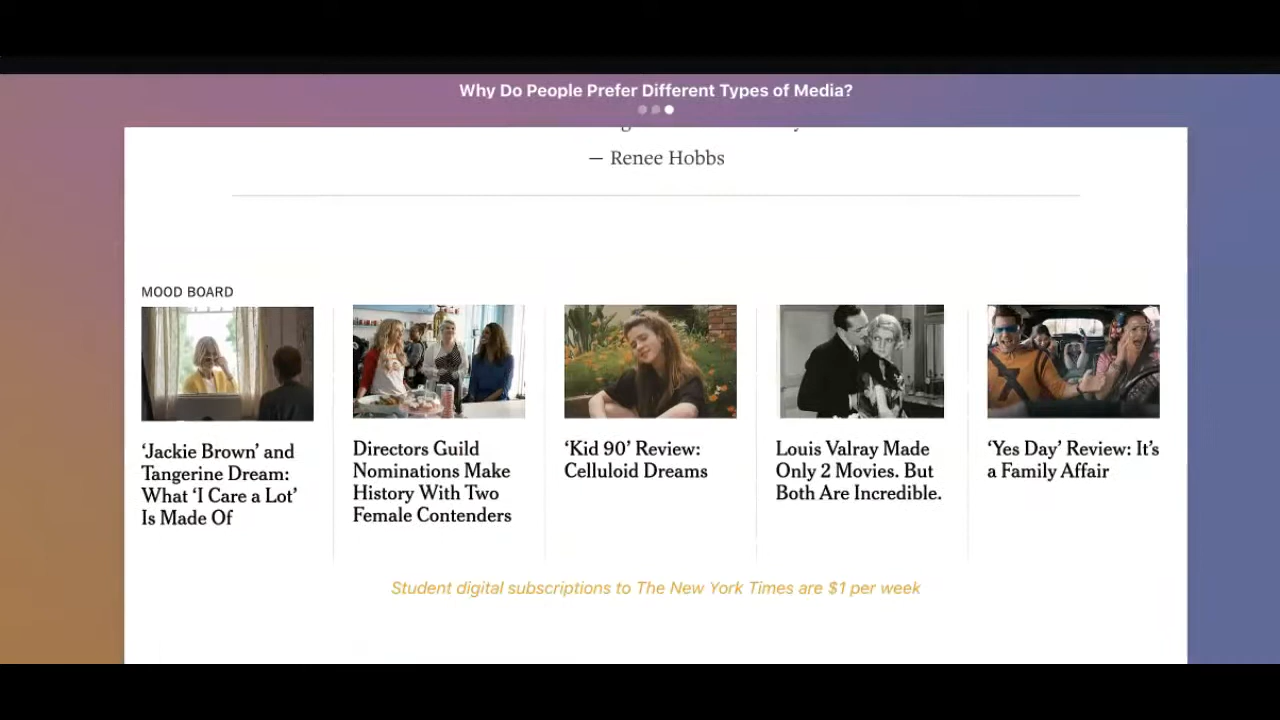 Why Do People Prefer Different Types of Media?
— Renee Hobbs
MOOD BOARD
‘Jackie Brown’ and
Tangerine Dream:
What ‘I Care a Lot’
Is Made Of
Directors Guild
Nominations Make
History With Two
Female Contenders
‘Kid 90’ Review:
Celluloid Dreams
Louis Valray Made
Only 2 Movies. But
Both Are Incredible.
‘Yes Day’ Review: It’s
a Family Affair
Student digital subscriptions to The New York Times are $1 per week